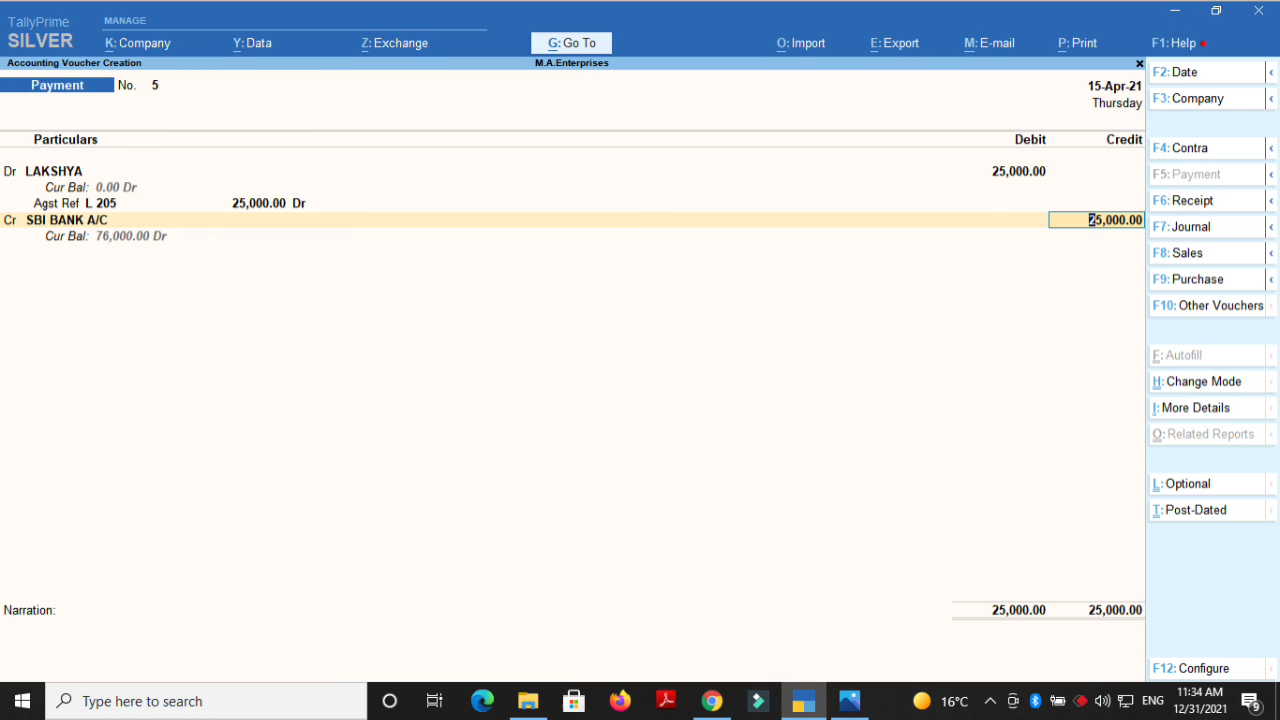 TallyPrime
SILVER
MANAGE
K: Company
Y: Data
Z: Exchange
G: Go To
O: Import
E: Export
M: E-mail
P: Print
F1: Help
Accounting Voucher Creation
M.A.Enterprises
Payment No. 5
15-Apr-21
Thursday
Particulars Debit Credit
Dr LAKSHYA 25,000.00
Cur Bal: 0.00 Dr
Agst Ref L 205 25,000.00 Dr
Cr SBI BANK A/C 25,000.00
Cur Bal: 76,000.00 Dr
Narration: 25,000.00 25,000.00
F2: Date
F3: Company
F4: Contra
F5: Payment
F6: Receipt
F7: Journal
F8: Sales
F9: Purchase
F10: Other Vouchers
F: Autofill
H: Change Mode
I: More Details
O: Related Reports
L: Optional
T: Post-Dated
F12: Configure
Type here to search
16°C
ENG
11:34 AM
12/31/2021
9